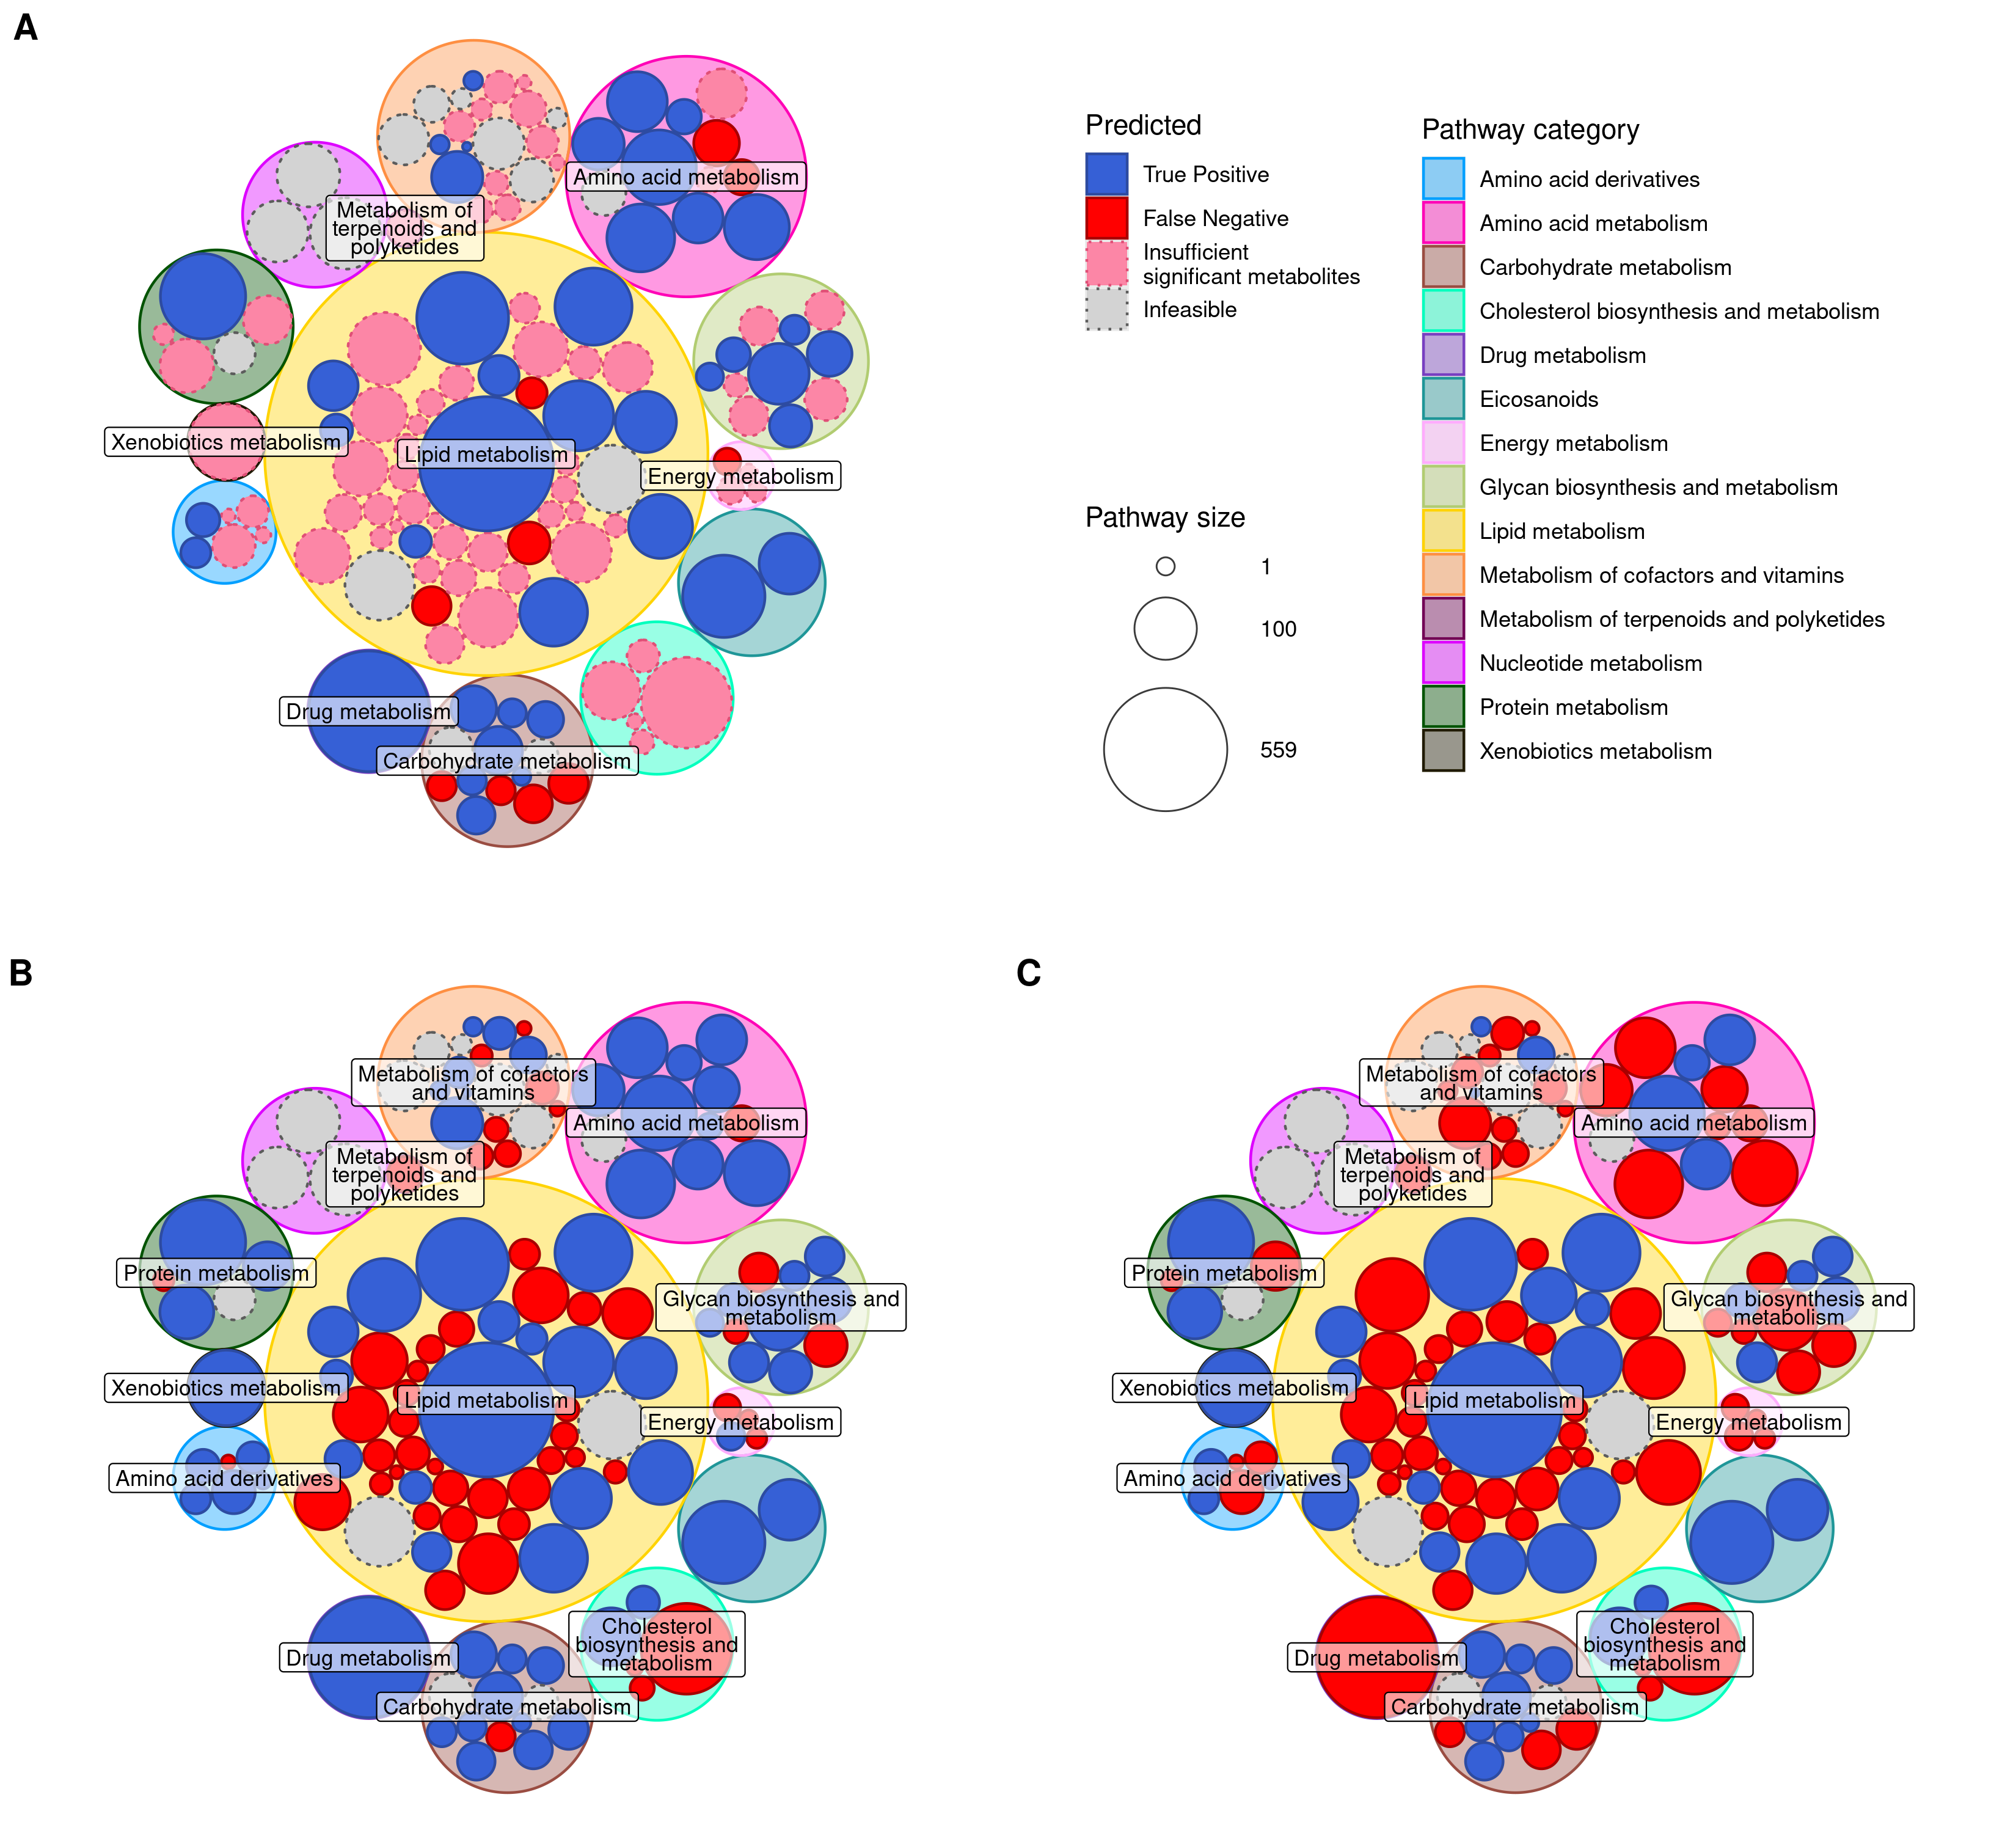 A
Metabolism of
terpenoids and
polyketides
Amino acid metabolism
Xenobiotics metabolism
Lipid metabolism
Energy metabolism
Drug metabolism
Carbohydrate metabolism
Predicted
True Positive
False Negative
Insufficient
significant metabolites
Infeasible
Pathway size
1
100
559
Pathway category
Amino acid derivatives
Amino acid metabolism
Carbohydrate metabolism
Cholesterol biosynthesis and metabolism
Drug metabolism
Eicosanoids
Energy metabolism
Glycan biosynthesis and metabolism
Lipid metabolism
Metabolism of cofactors and vitamins
Metabolism of terpenoids and polyketides
Nucleotide metabolism
Protein metabolism
Xenobiotics metabolism
B
Metabolism of cofactors
and vitamins
Amino acid metabolism
Metabolism of
terpenoids and
polyketides
Protein metabolism
Glycan biosynthesis and
metabolism
Xenobiotics metabolism
Lipid metabolism
Energy metabolism
Amino acid derivatives
Cholesterol
biosynthesis and
metabolism
Drug metabolism
Carbohydrate metabolism
C
Metabolism of cofactors
and vitamins
Amino acid metabolism
Metabolism of
terpenoids and
polyketides
Protein metabolism
Glycan biosynthesis and
metabolism
Xenobiotics metabolism
Lipid metabolism
Energy metabolism
Amino acid derivatives
Cholesterol
biosynthesis and
metabolism
Drug metabolism
Carbohydrate metabolism